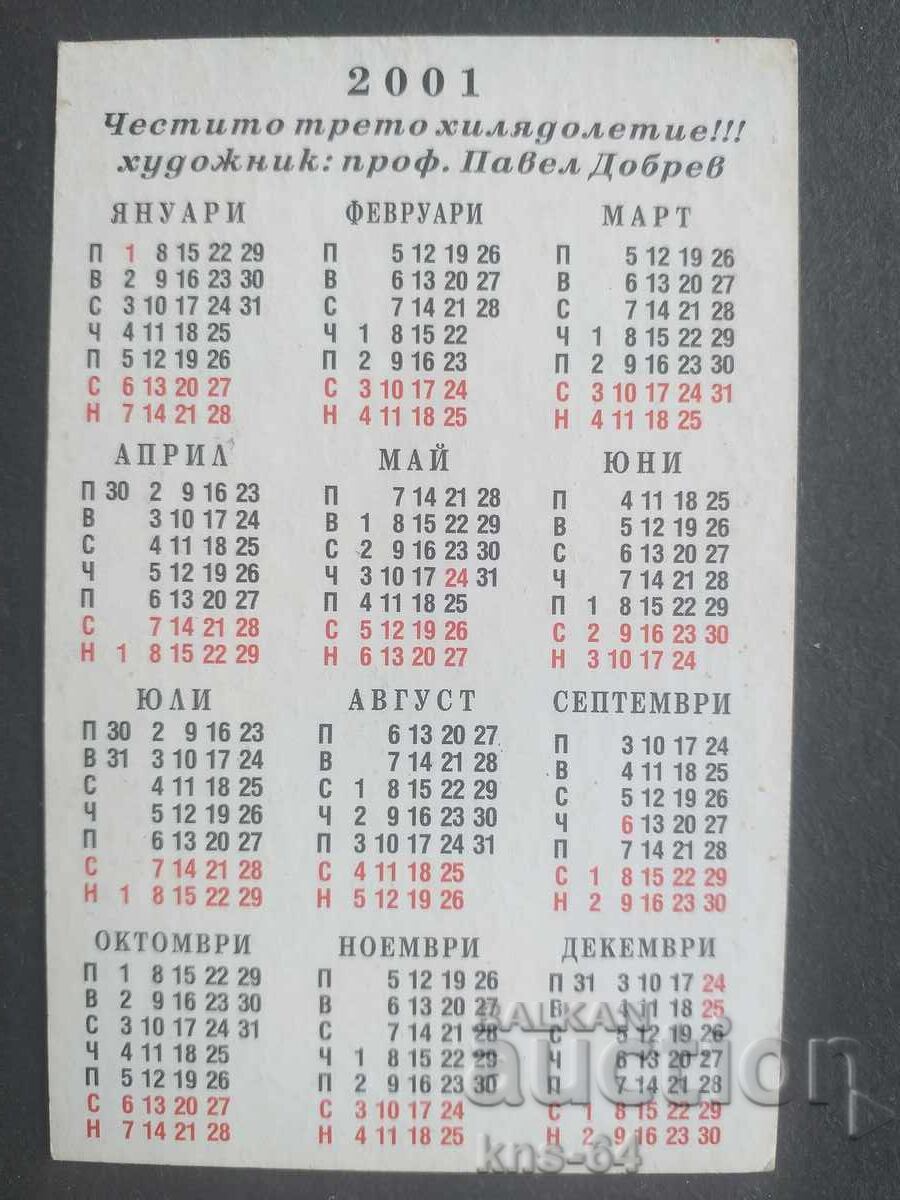 2001
Честито трето хилядолетие!!!
художник: проф. Павел Добрев
ЯНУАРИ
П 1 8 15 22 29
В 2 9 16 23 30
С 3 10 17 24 31
Ч 4 11 18 25
П 5 12 19 26
С 6 13 20 27
Н 7 14 21 28
ФЕВРУАРИ
П 5 12 19 26
В 6 13 20 27
С 7 14 21 28
Ч 1 8 15 22
П 2 9 16 23
С 3 10 17 24
Н 4 11 18 25
МАРТ
П 5 12 19 26
В 6 13 20 27
С 7 14 21 28
Ч 1 8 15 22 29
П 2 9 16 23 30
С 3 10 17 24 31
Н 4 11 18 25
АПРИЛ
П 30 2 9 16 23
В 3 10 17 24
С 4 11 18 25
Ч 5 12 19 26
П 6 13 20 27
С 7 14 21 28
Н 1 8 15 22 29
МАЙ
П 7 14 21 28
В 1 8 15 22 29
С 2 9 16 23 30
Ч 3 10 17 24 31
П 4 11 18 25
С 5 12 19 26
Н 6 13 20 27
ЮНИ
П 4 11 18 25
В 5 12 19 26
С 6 13 20 27
Ч 7 14 21 28
П 1 8 15 22 29
С 2 9 16 23 30
Н 3 10 17 24
ЮЛИ
П 30 2 9 16 23
В 31 3 10 17 24
С 4 11 18 25
Ч 5 12 19 26
П 6 13 20 27
С 7 14 21 28
Н 1 8 15 22 29
АВГУСТ
П 6 13 20 27
В 7 14 21 28
С 1 8 15 22 29
Ч 2 9 16 23 30
П 3 10 17 24 31
С 4 11 18 25
Н 5 12 19 26
СЕПТЕМВРИ
П 3 10 17 24
В 4 11 18 25
С 5 12 19 26
Ч 6 13 20 27
П 7 14 21 28
С 1 8 15 22 29
Н 2 9 16 23 30
ОКТОМВРИ
П 1 8 15 22 29
В 2 9 16 23 30
С 3 10 17 24 31
Ч 4 11 18 25
П 5 12 19 26
С 6 13 20 27
Н 7 14 21 28
НОЕМВРИ
П 5 12 19 26
В 6 13 20 27
С 7 14 21 28
Ч 1 8 15 22 29
П 2 9 16 23 30
С 3 10 17 24
Н 4 11 18 25
ДЕКЕМВРИ
П 31 3 10 17 24
В 4 11 18 25
С 5 12 19 26
Ч 6 13 20 27
П 7 14 21 28
С 1 8 15 22 29
Н 2 9 16 23 30
BALKAN
auction
kns-64